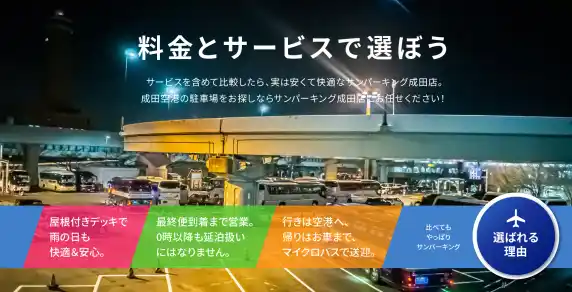 料金とサービスで選ぼう
サービスを含めて比較したら、実は安くて快適なサンパーキング成田店。
成田空港の駐車場をお探しならサンパーキング成田店にお任せください！
屋根付きデッキで
雨の日も
快適＆安心。
最終便到着まで営業。
0時以降も延泊扱い
にはなりません。
行きは空港へ、
帰りはお車まで、
マイクロバスで送迎。
比べても
やっぱり
サンパーキング
選ばれる
理由